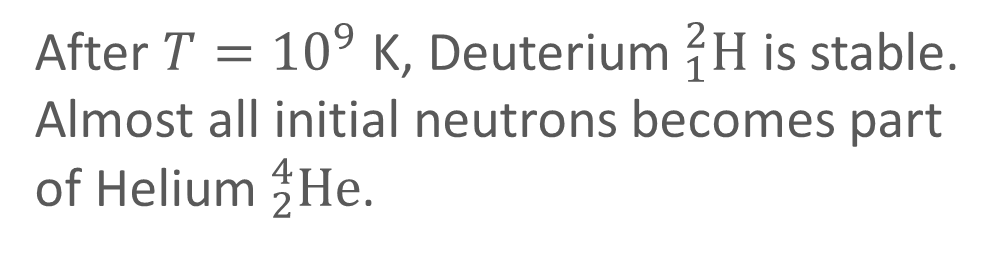 After T = 10⁹ K, Deuterium ²₁H is stable.
Almost all initial neutrons becomes part
of Helium ⁴₂He.